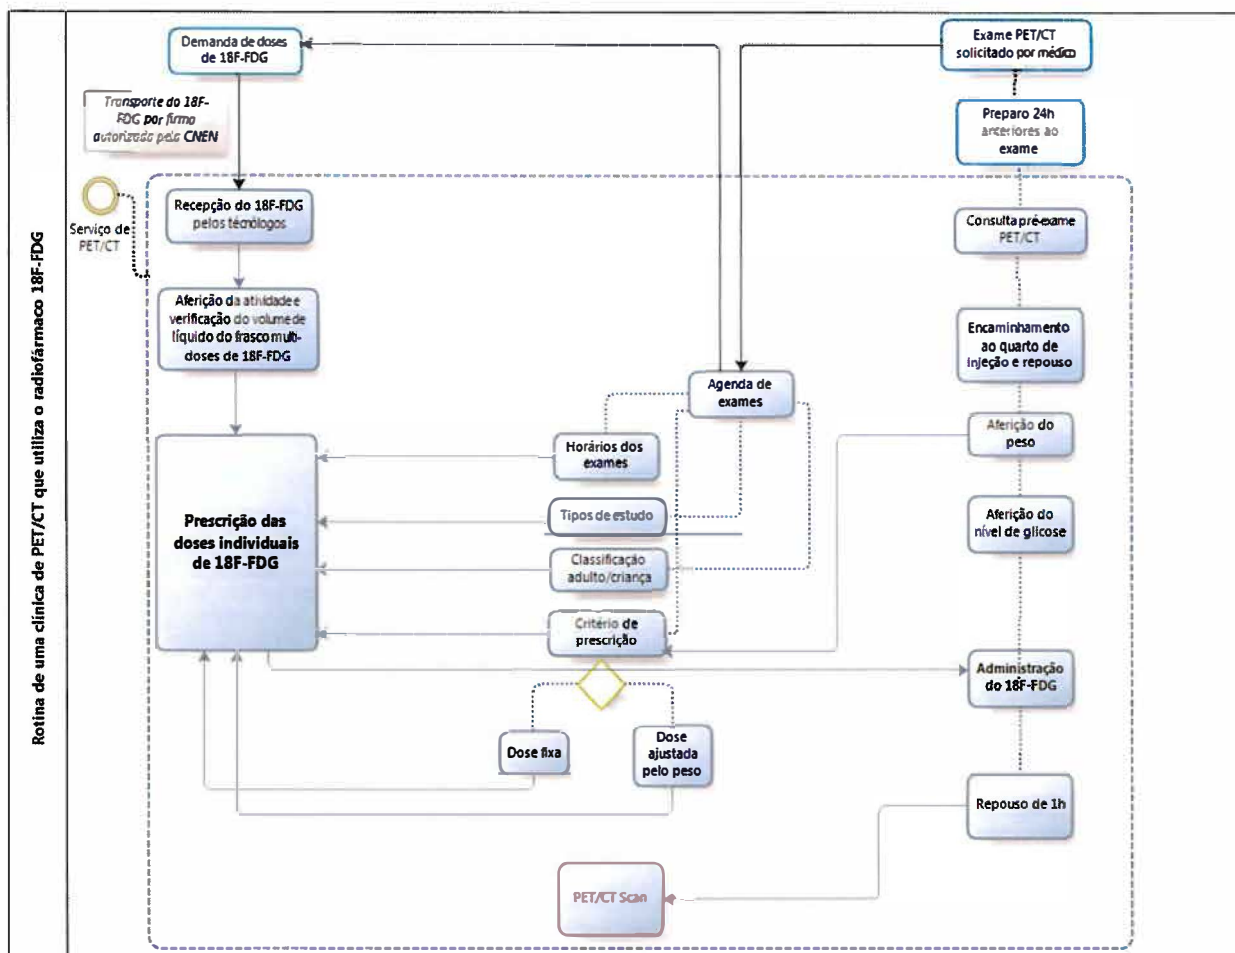 Rotina de uma clínica de PET/CT que utiliza o radiofármaco 18F-FDG
Demanda de doses
de 18F-FDG
Exame PET/CT
solicitado por médico
Transporte do 18F-
FDG por firma
autorizada pela CNEN
Preparo 24h
anteriores ao
exame
Serviço de
PET/CT
Recepção do 18F-FDG
pelos técnólogos
Consulta pré-exame
PET/CT
Aferição da atividade e
verificação do volume de
líquido do frasco multi-
doses de 18F-FDG
Encaminhamento
ao quarto de
injeção e repouso
Agenda de
exames
Aferição do
peso
Horários dos
exames
Prescrição das
doses individuais
de 18F-FDG
Tipos de estudo
Aferição do
nível de glicose
Classificação
adulto/criança
Critério de
prescrição
Administração
do 18F-FDG
Dose fixa
Dose
ajustada
pelo peso
Repouso de 1h
PET/CT Scan